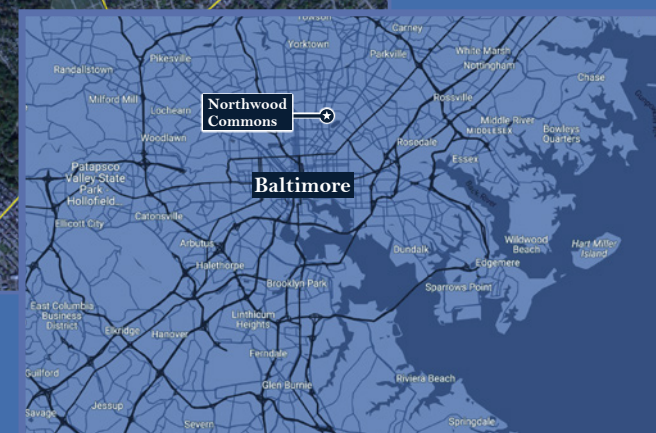 Towson
Carney
Yorktown
Parkville
White Marsh
Nottingham
Pikesville
Randallstown
Chase
Milford Mill
Lochearn
Northwood
Commons
Rossville
Middle River
MIDDLESEX
Bowleys
Quarters
Woodlawn
Rosedale
Essex
Patapsco
Valley State
Park
Hollofield...
Baltimore
Catonsville
Ellicott City
Arbutus
Dundalk
Wildwood
Beach
Hart Miller
Island
Halethorpe
Edgemere
Brooklyn Park
Sparrows Point
East Columbia
Business
District
Linthicum
Heights
Elkridge
Hanover
Ferndale
Guilford
Glen Burnie
Riviera Beach
Jessup
Savage
Severn
Springdale